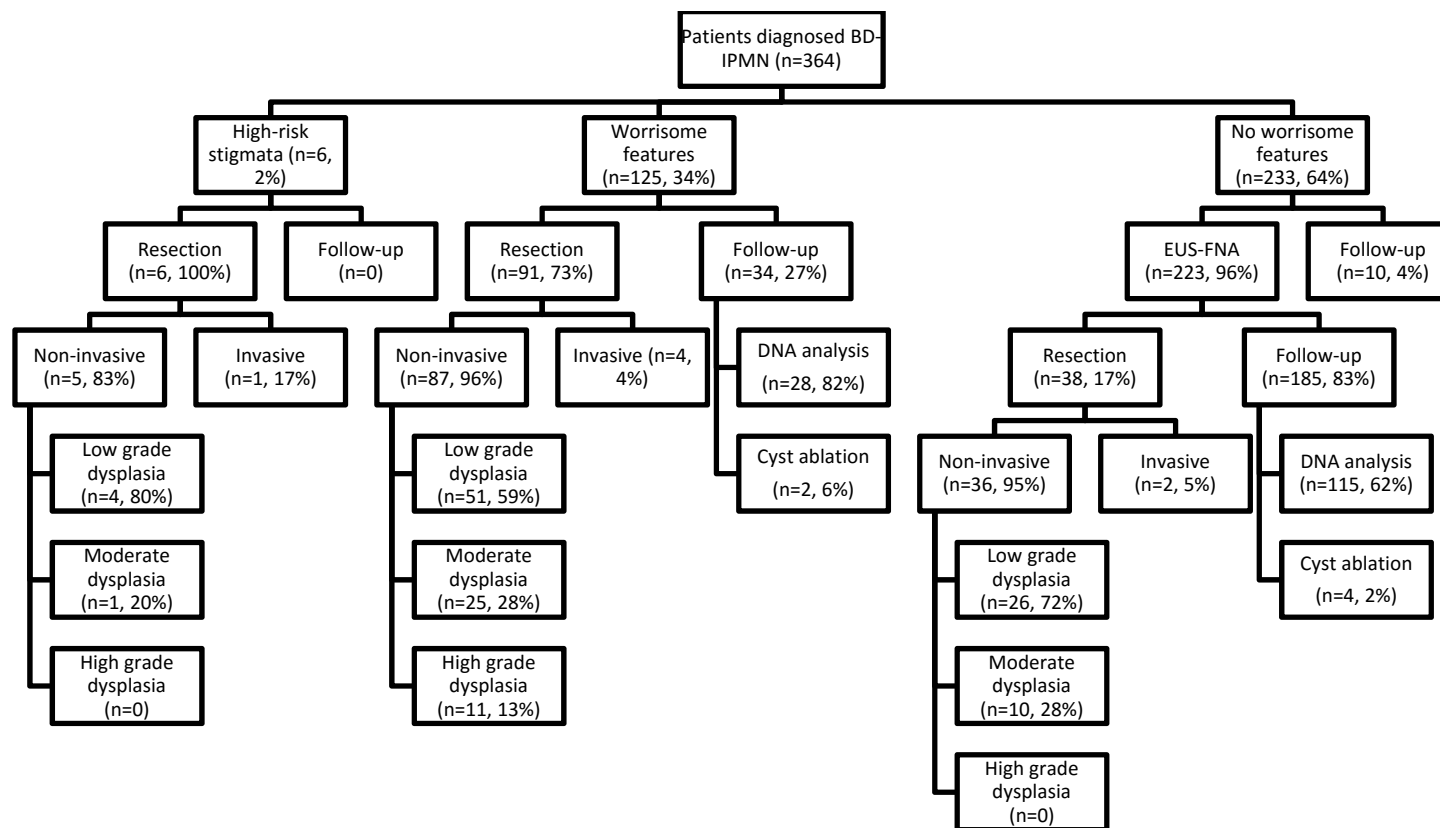 Patients diagnosed BD-
IPMN (n=364)
High-risk
stigmata (n=6,
2%)
Worrisome
features
(n=125, 34%)
No worrisome
features
(n=233, 64%)
Resection
(n=6, 100%)
Follow-up
(n=0)
Resection
(n=91, 73%)
Follow-up
(n=34, 27%)
EUS-FNA
(n=223, 96%)
Follow-up
(n=10, 4%)
Non-invasive
(n=5, 83%)
Invasive
(n=1, 17%)
Non-invasive
(n=87, 96%)
Invasive (n=4,
4%)
DNA analysis
(n=28, 82%)
Resection
(n=38, 17%)
Follow-up
(n=185, 83%)
Low grade
dysplasia
(n=4, 80%)
Low grade
dysplasia
(n=51, 59%)
Cyst ablation
(n=2, 6%)
Non-invasive
(n=36, 95%)
Invasive
(n=2, 5%)
DNA analysis
(n=115, 62%)
Moderate
dysplasia
(n=1, 20%)
Moderate
dysplasia
(n=25, 28%)
Low grade
dysplasia
(n=26, 72%)
Cyst ablation
(n=4, 2%)
High grade
dysplasia
(n=0)
High grade
dysplasia
(n=11, 13%)
Moderate
dysplasia
(n=10, 28%)
High grade
dysplasia
(n=0)